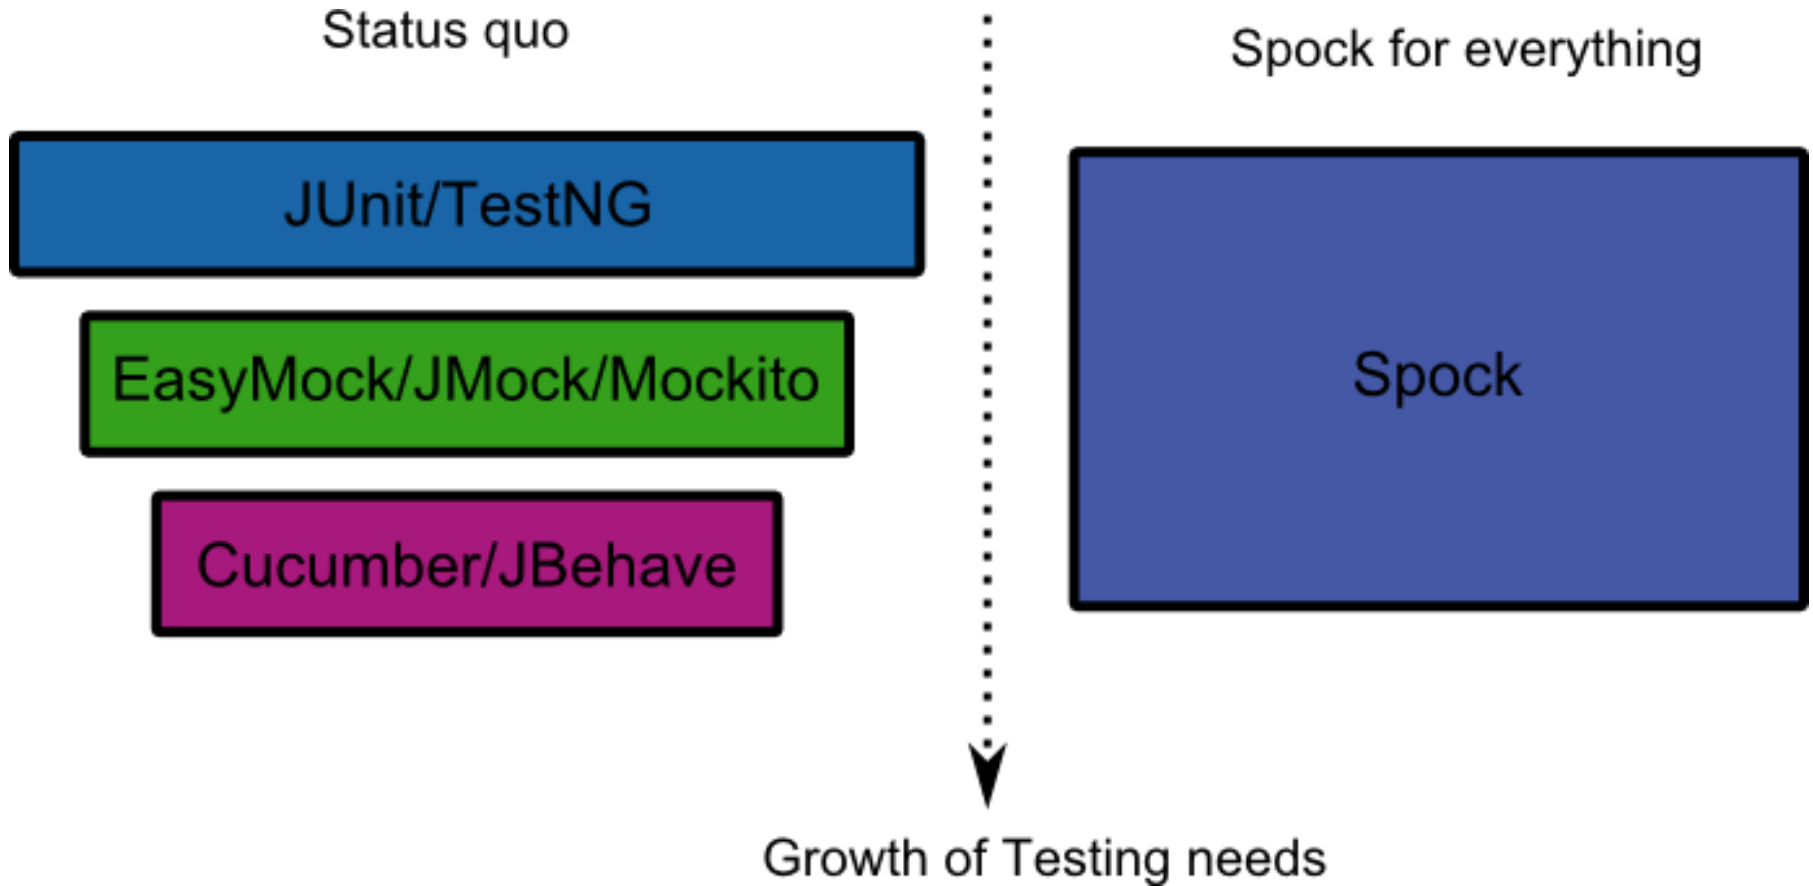 Status quo
Spock for everything
JUnit/TestNG
EasyMock/JMock/Mockito
Cucumber/JBehave
Spock
Growth of Testing needs